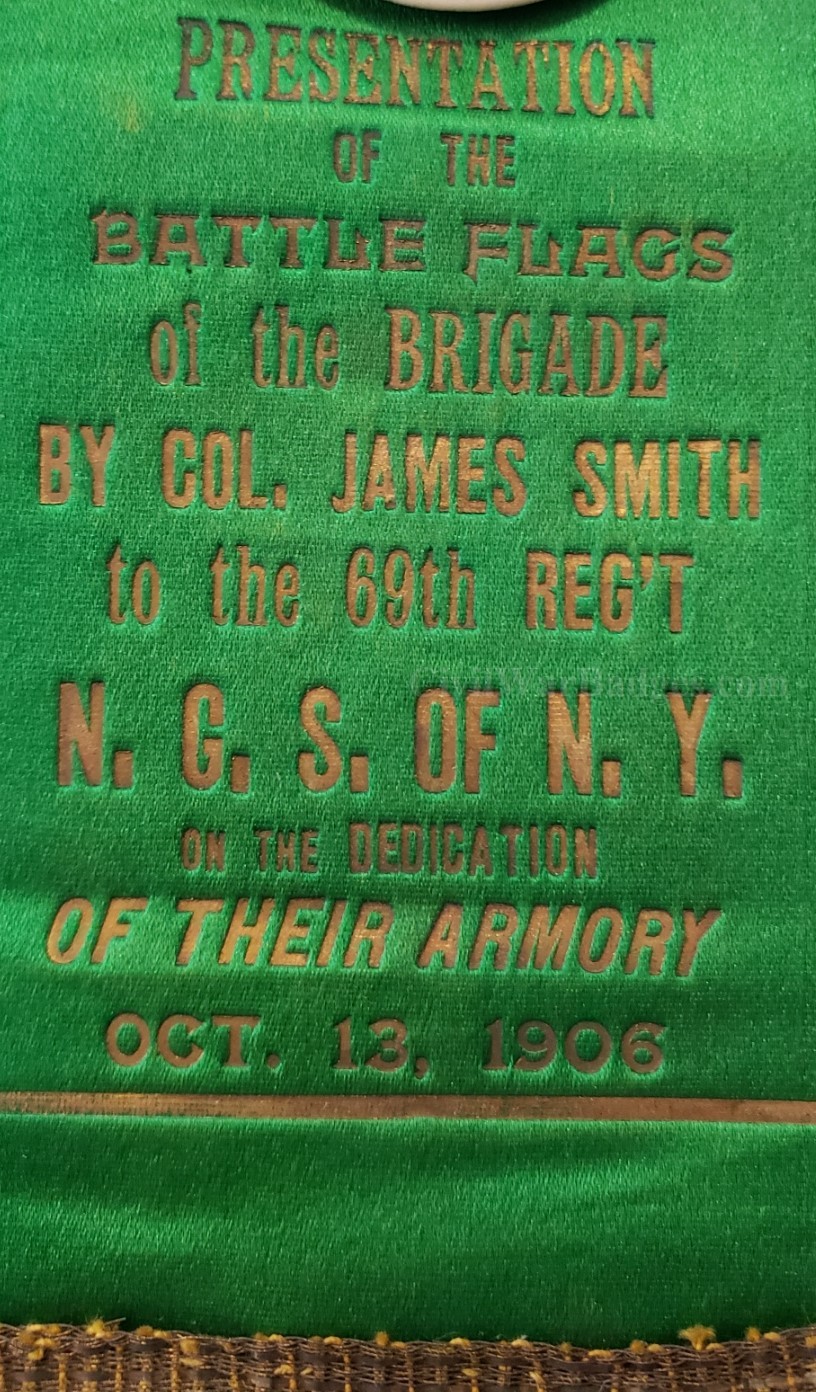 PRESENTATION
OF THE
BATTLE FLAGS
of the BRIGADE
BY COL. JAMES SMITH
to the 69th REG'T
N. G. S. OF N. Y.
ON THE DEDICATION
OF THEIR ARMORY
OCT. 13, 1906